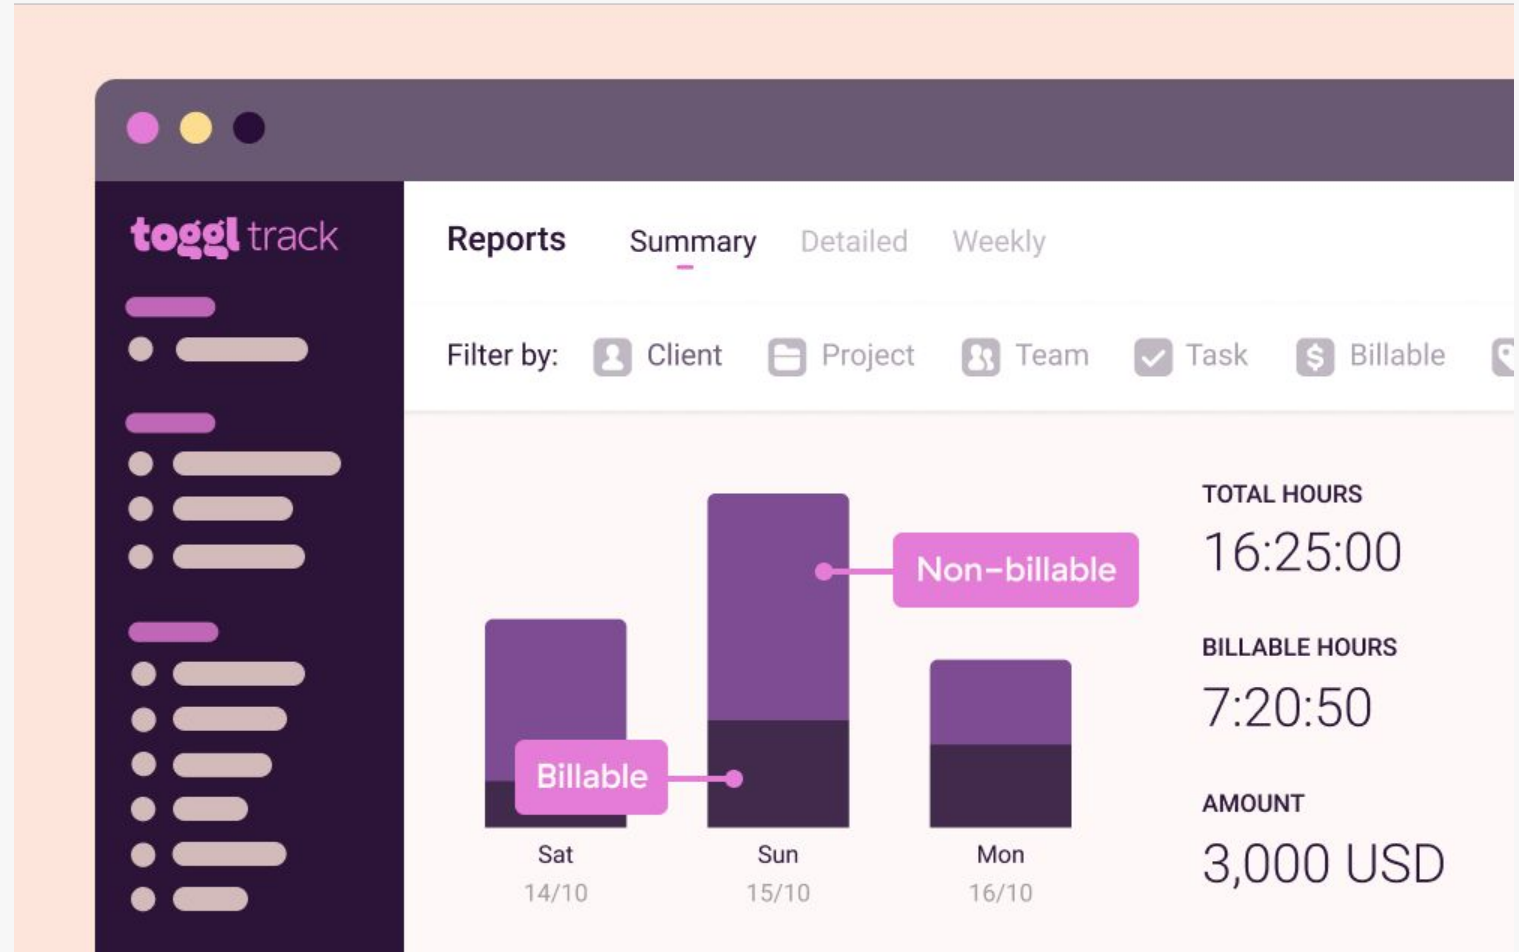 toggl track
Reports Summary Detailed Weekly
Filter by: Client Project Team Task Billable
TOTAL HOURS
16:25:00
Non-billable
BILLABLE HOURS
7:20:50
Billable
AMOUNT
3,000 USD
Sat Sun Mon
14/10 15/10 16/10